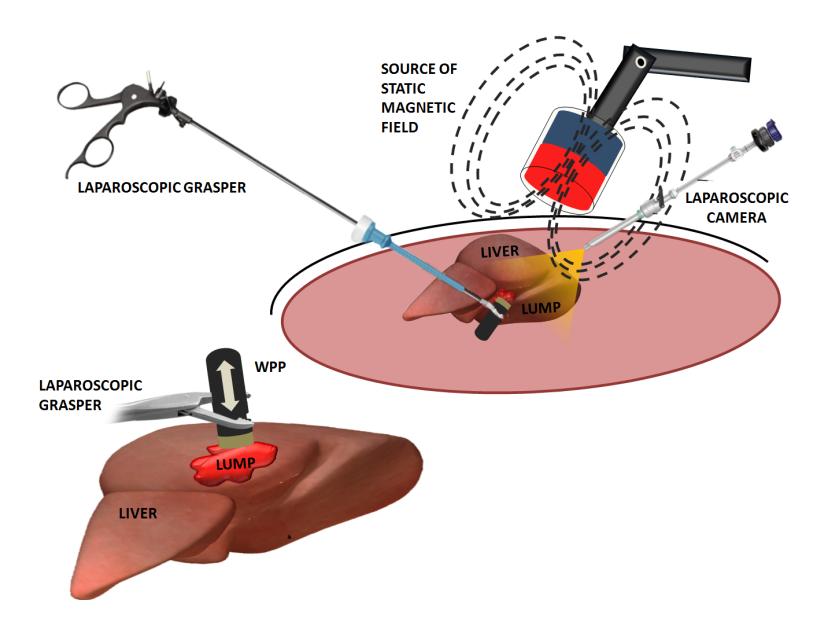 SOURCE OF
STATIC
MAGNETIC
FIELD
LAPAROSCOPIC GRASPER
LAPAROSCOPIC
CAMERA
LIVER
LUMP
WPP
LAPAROSCOPIC
GRASPER
LUMP
LIVER